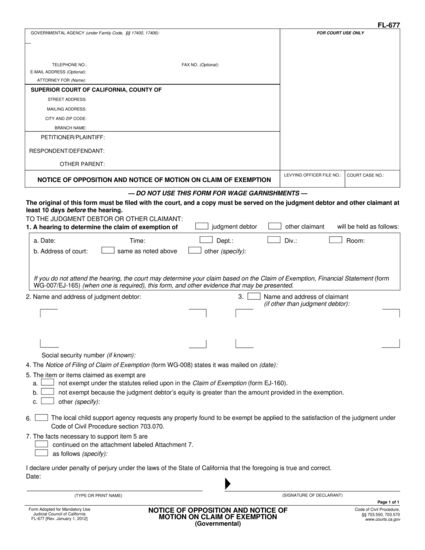 FL-677
GOVERNMENTAL AGENCY (under Family Code, §§ 17400, 17406):
FOR COURT USE ONLY
TELEPHONE NO.:
FAX NO. (Optional):
E-MAIL ADDRESS (Optional):
ATTORNEY FOR (Name):
SUPERIOR COURT OF CALIFORNIA, COUNTY OF
STREET ADDRESS:
MAILING ADDRESS:
CITY AND ZIP CODE:
BRANCH NAME:
PETITIONER/PLAINTIFF:
RESPONDENT/DEFENDANT:
OTHER PARENT:
NOTICE OF OPPOSITION AND NOTICE OF MOTION ON CLAIM OF EXEMPTION
LEVYING OFFICER FILE NO.:
COURT CASE NO.:
— DO NOT USE THIS FORM FOR WAGE GARNISHMENTS —
The original of this form must be filed with the court, and a copy must be served on the judgment debtor and other claimant at
least 10 days before the hearing.
TO THE JUDGMENT DEBTOR OR OTHER CLAIMANT:
1. A hearing to determine the claim of exemption of judgment debtor other claimant will be held as follows:
a. Date: Time: Dept.: Div.: Room:
b. Address of court: same as noted above other (specify):
If you do not attend the hearing, the court may determine your claim based on the Claim of Exemption, Financial Statement (form
WG-007/EJ-165) (when one is required), this form, and other evidence that may be presented.
2. Name and address of judgment debtor:
3. Name and address of claimant
(if other than judgment debtor):
Social security number (if known):
4. The Notice of Filing of Claim of Exemption (form WG-008) states it was mailed on (date):
5. The item or items claimed as exempt are
a. not exempt under the statutes relied upon in the Claim of Exemption (form EJ-160).
b. not exempt because the judgment debtor's equity is greater than the amount provided in the exemption.
c. other (specify):
6. The local child support agency requests any property found to be exempt be applied to the satisfaction of the judgment under
Code of Civil Procedure section 703.070.
7. The facts necessary to support item 5 are
continued on the attachment labeled Attachment 7.
as follows (specify):
I declare under penalty of perjury under the laws of the State of California that the foregoing is true and correct.
Date:
(TYPE OR PRINT NAME)
(SIGNATURE OF DECLARANT)
Page 1 of 1
Form Adopted for Mandatory Use
Judicial Council of California
FL-677 [Rev. January 1, 2012]
NOTICE OF OPPOSITION AND NOTICE OF
MOTION ON CLAIM OF EXEMPTION
(Governmental)
Code of Civil Procedure,
§§ 703.550, 703.570
www.courts.ca.gov